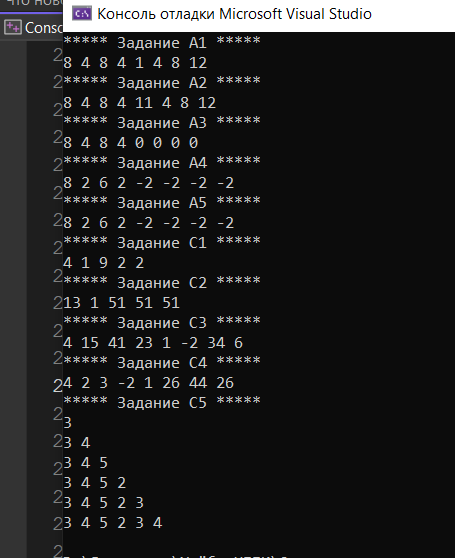 Консоль отладки Microsoft Visual Studio
Conso
***** Задание A1 *****
8 4 8 4 1 4 8 12
***** Задание A2 *****
8 4 8 4 11 4 8 12
***** Задание A3 *****
8 4 8 4 0 0 0 0
***** Задание A4 *****
8 2 6 2 -2 -2 -2 -2
***** Задание A5 *****
8 2 6 2 -2 -2 -2 -2
***** Задание C1 *****
4 1 9 2 2
***** Задание C2 *****
13 1 51 51 51
***** Задание C3 *****
4 15 41 23 1 -2 34 6
***** Задание C4 *****
4 2 3 -2 1 26 44 26
***** Задание C5 *****
3
3 4
3 4 5
3 4 5 2
3 4 5 2 3
3 4 5 2 3 4